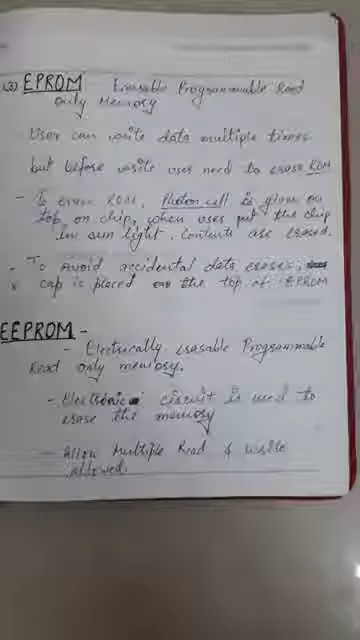 (3) EPROM Erasable Programmable Read
only Memory
- User can write data multiple times
but before write user need to erase ROM
- To erase ROM, Photon cell is given on
top on chip, when user put the chip
in sun light, contents are erased.
- To Avoid accidental data erase,
cap is placed on the top of EPROM
EEPROM -
- Electrically erasable Programmable
Read only memory.
- Electronic circuit is used to
erase the memory
- Allow Multiple Read & write
allowed.